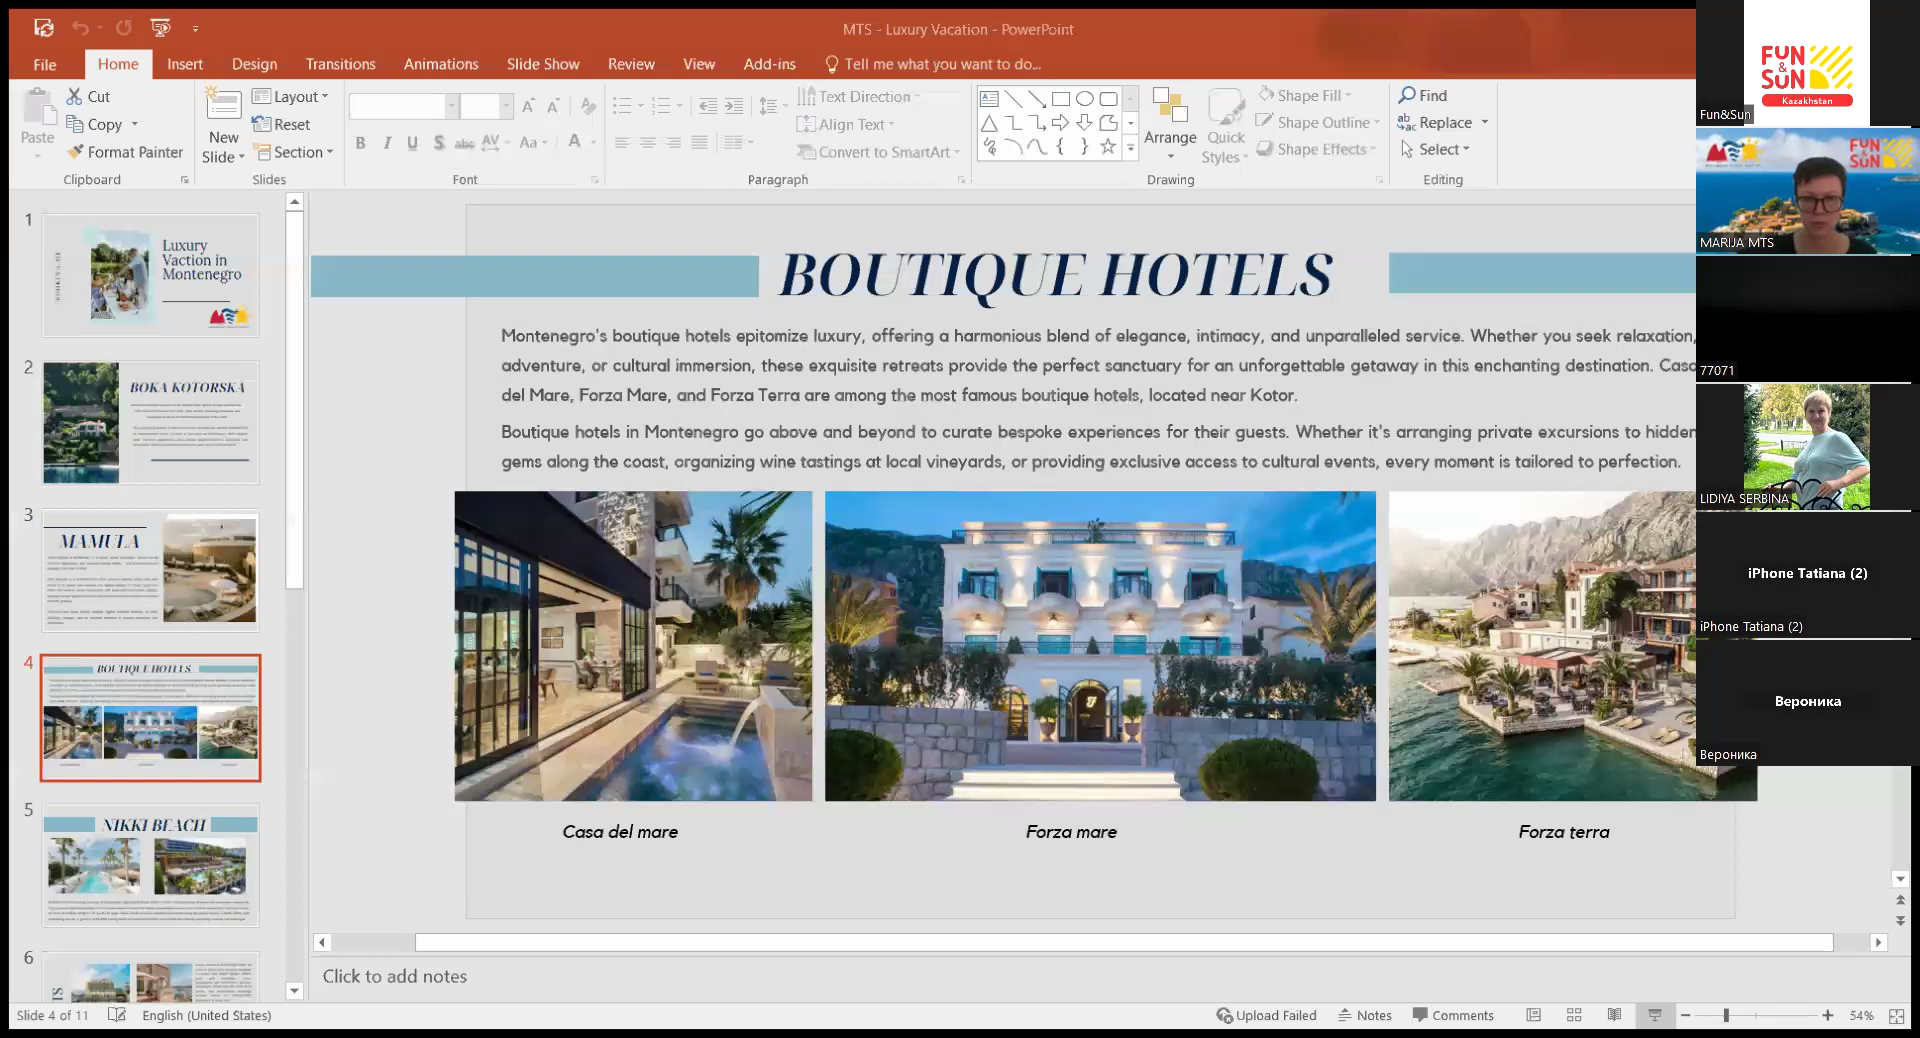 MTS - Luxury Vacation - PowerPoint
File Home Insert Design Transitions Animations Slide Show Review View Add-ins Tell me what you want to do...
Paste
Cut
Copy
Format Painter
Clipboard
New
Slide
Layout
Reset
Section
Slides
B I U S abc AV Aa A
Font
Text Direction
Align Text
Convert to SmartArt
Paragraph
Arrange
Quick
Styles
Shape Fill
Shape Outline
Shape Effects
Drawing
Find
Replace
Select
Editing
1
Luxury
Vaction in
Montenegro
2
BOKA KOTORSKA
3
MAMULA
4
BOUTIQUE HOTELS
5
NIKKI BEACH
6
BOUTIQUE HOTELS
Montenegro's boutique hotels epitomize luxury, offering a harmonious blend of elegance, intimacy, and unparalleled service. Whether you seek relaxation,
adventure, or cultural immersion, these exquisite retreats provide the perfect sanctuary for an unforgettable getaway in this enchanting destination. Casa
del Mare, Forza Mare, and Forza Terra are among the most famous boutique hotels, located near Kotor.
Boutique hotels in Montenegro go above and beyond to curate bespoke experiences for their guests. Whether it's arranging private excursions to hidden
gems along the coast, organizing wine tastings at local vineyards, or providing exclusive access to cultural events, every moment is tailored to perfection.
Casa del mare
Forza mare
Forza terra
Click to add notes
Slide 4 of 11
English (United States)
Upload Failed
Notes
Comments
54%
FUN
&
SUN
Kazakhstan
Fun&Sun
FUN
&
SUN
MARIJA MTS
77071
LIDIYA SERBINA
iPhone Tatiana (2)
iPhone Tatiana (2)
Вероника
Вероника